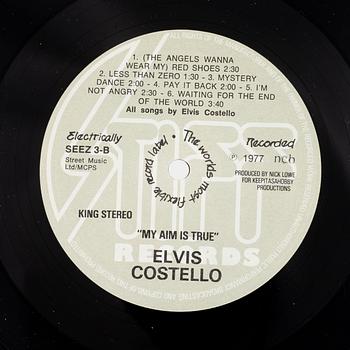 1. (THE ANGELS WANNA
WEAR MY) RED SHOES 2:30
2. LESS THAN ZERO 1:30 - 3. MYSTERY
DANCE 2:00 - 4. PAY IT BACK 2:00 - 5. I'M
NOT ANGRY 2:30 - 6. WAITING FOR THE END
OF THE WORLD 3:40
All songs by Elvis Costello
Electrically
Recorded
SEEZ 3-B
Street Music
Ltd/MCPS
• The worlds most flexible record label
℗ 1977 ncb
PRODUCED BY NICK LOWE
FOR KEEPITASAHOBBY
PRODUCTIONS
KING STEREO
"MY AIM IS TRUE"
RECORDS
ELVIS
COSTELLO